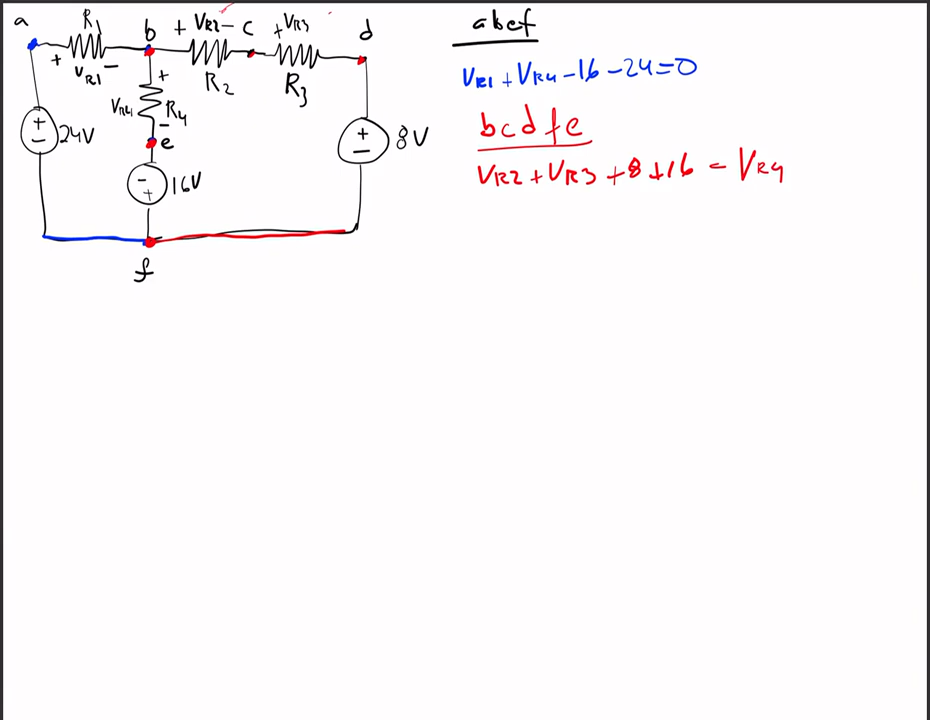 a R1 b + VR2 - c + VR3 d
+ VR1 -
R2 R3
+
VR4 R4
-
e
+ - 24V
- + 16V
+ - 8V
f
abef
VR1 + VR4 - 16 - 24 = 0
bcdfe
VR2 + VR3 + 8 + 16 = VR4